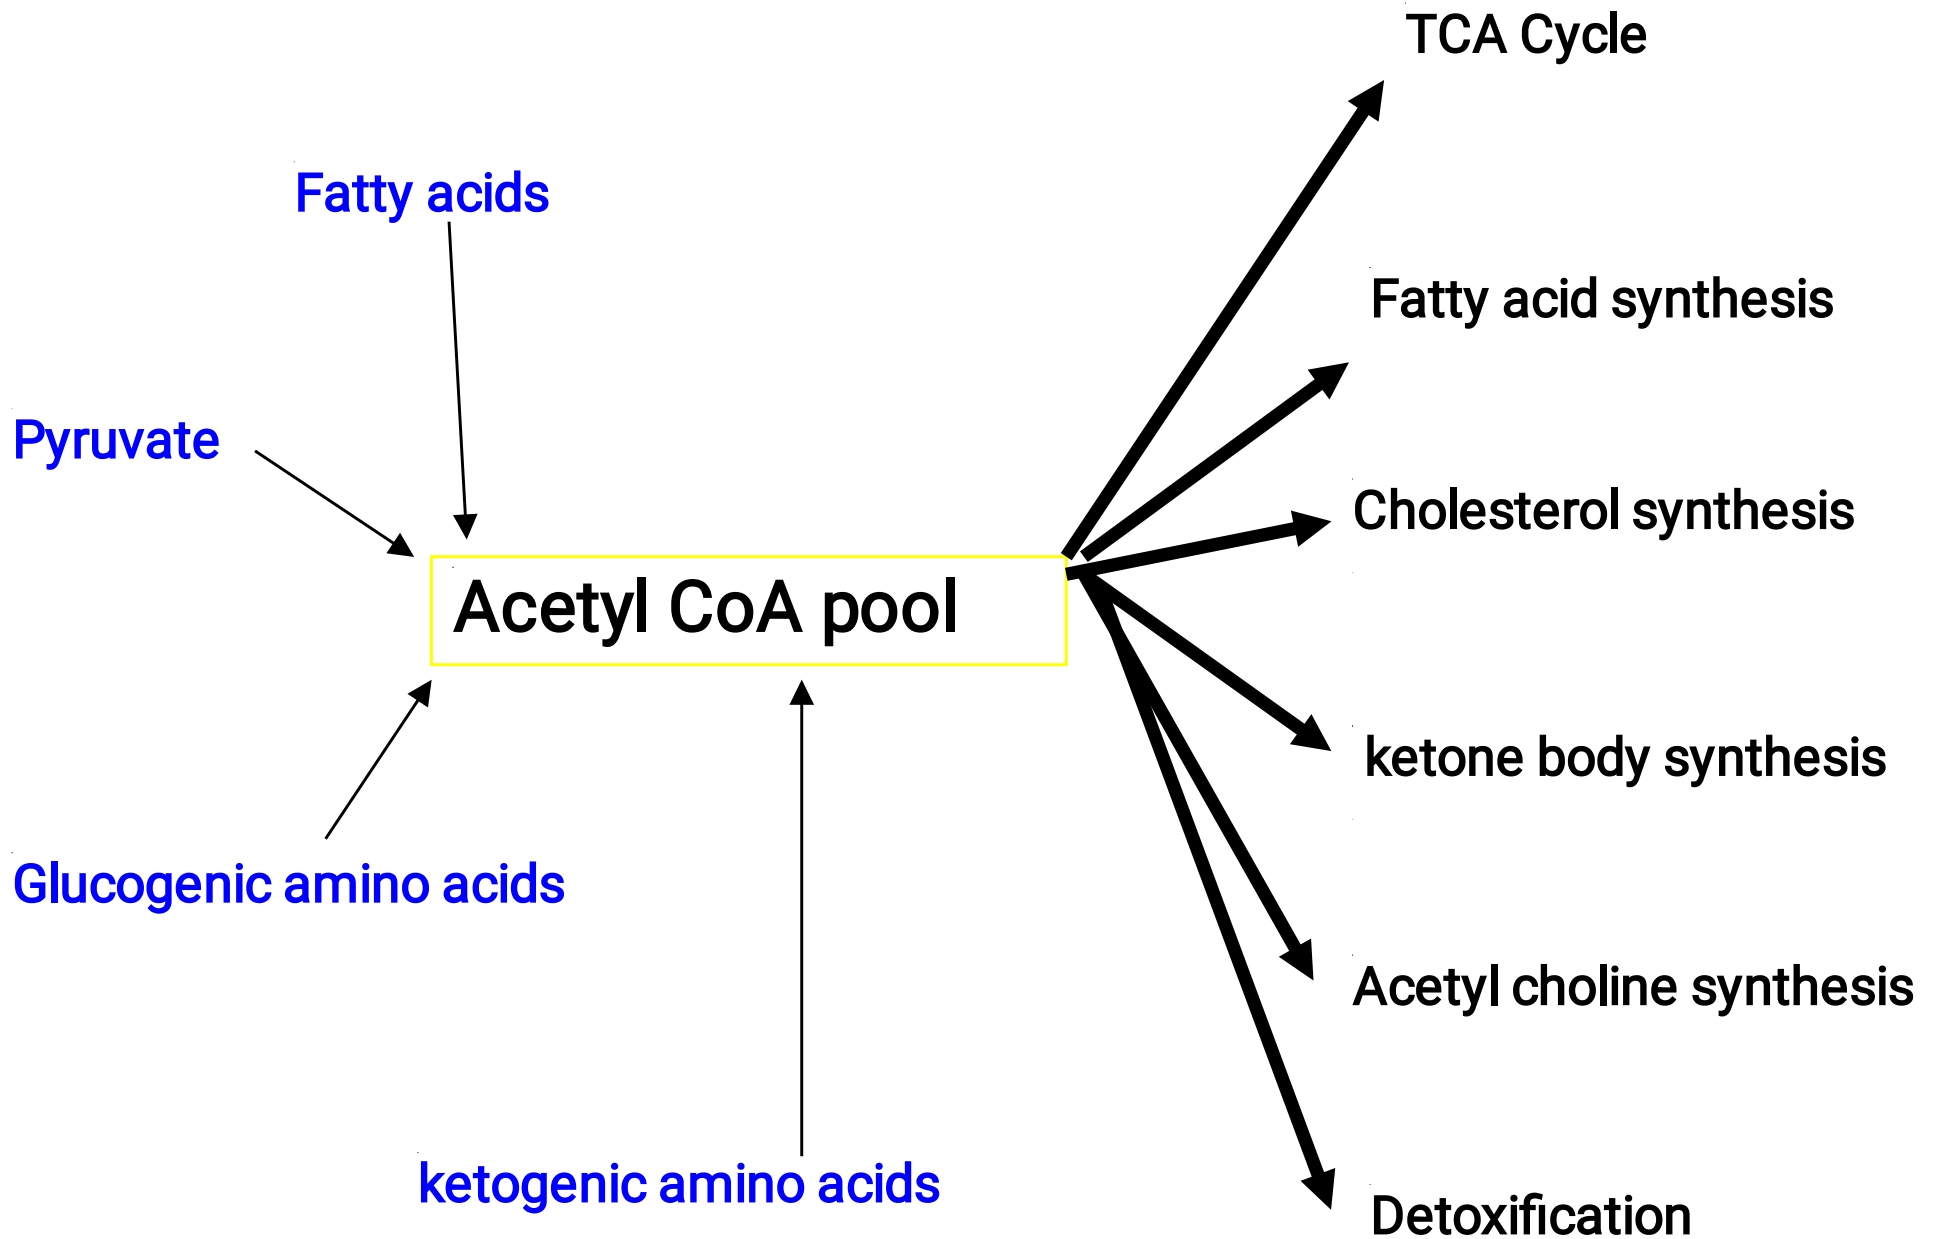 TCA Cycle
Fatty acids
Fatty acid synthesis
Pyruvate
Cholesterol synthesis
Acetyl CoA pool
ketone body synthesis
Glucogenic amino acids
Acetyl choline synthesis
ketogenic amino acids
Detoxification